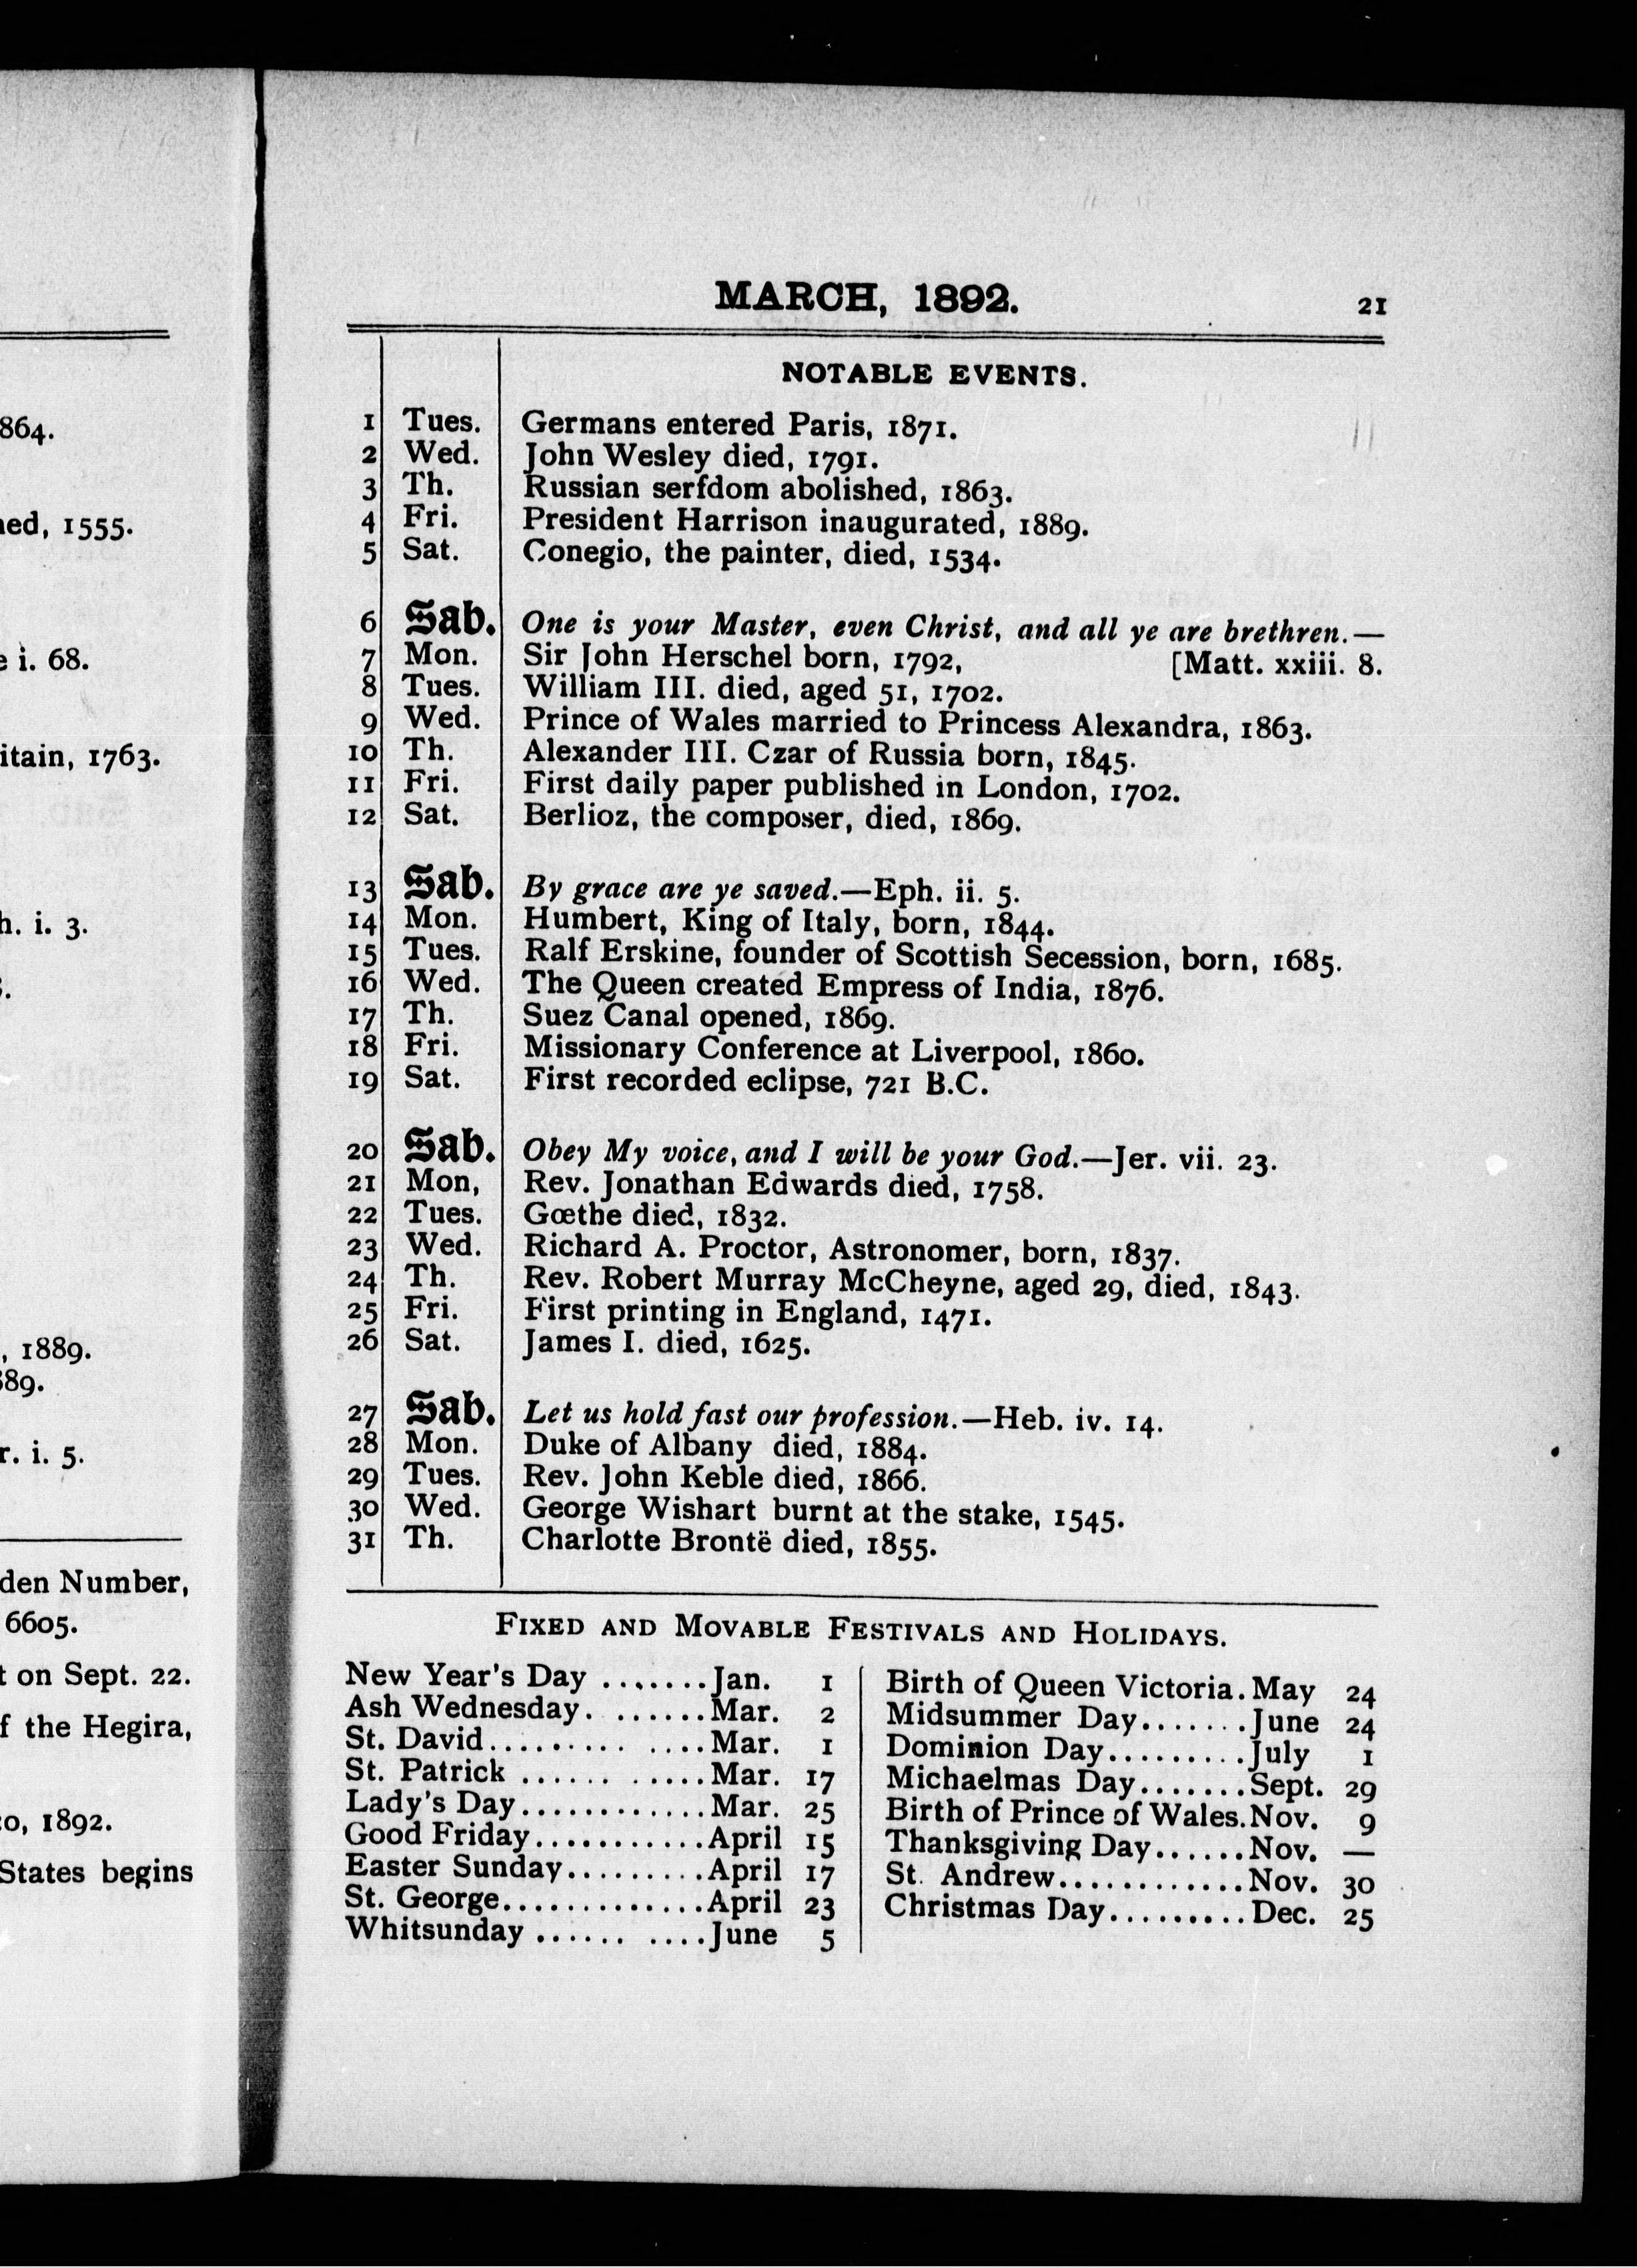 864.
ned, 1555.
e i. 68.
itain, 1763.
h. i. 3.
, 1889.
89.
r. i. 5.
den Number,
6605.
t on Sept. 22.
f the Hegira,
0, 1892.
States begins
MARCH, 1892. 21
NOTABLE EVENTS.
1 Tues. Germans entered Paris, 1871.
2 Wed. John Wesley died, 1791.
3 Th. Russian serfdom abolished, 1863.
4 Fri. President Harrison inaugurated, 1889.
5 Sat. Conegio, the painter, died, 1534.
6 Sab. One is your Master, even Christ, and all ye are brethren.—
7 Mon. Sir John Herschel born, 1792, [Matt. xxiii. 8.
8 Tues. William III. died, aged 51, 1702.
9 Wed. Prince of Wales married to Princess Alexandra, 1863.
10 Th. Alexander III. Czar of Russia born, 1845.
11 Fri. First daily paper published in London, 1702.
12 Sat. Berlioz, the composer, died, 1869.
13 Sab. By grace are ye saved.—Eph. ii. 5.
14 Mon. Humbert, King of Italy, born, 1844.
15 Tues. Ralf Erskine, founder of Scottish Secession, born, 1685.
16 Wed. The Queen created Empress of India, 1876.
17 Th. Suez Canal opened, 1869.
18 Fri. Missionary Conference at Liverpool, 1860.
19 Sat. First recorded eclipse, 721 B.C.
20 Sab. Obey My voice, and I will be your God.—Jer. vii. 23.
21 Mon, Rev. Jonathan Edwards died, 1758.
22 Tues. Gœthe died, 1832.
23 Wed. Richard A. Proctor, Astronomer, born, 1837.
24 Th. Rev. Robert Murray McCheyne, aged 29, died, 1843.
25 Fri. First printing in England, 1471.
26 Sat. James I. died, 1625.
27 Sab. Let us hold fast our profession.—Heb. iv. 14.
28 Mon. Duke of Albany died, 1884.
29 Tues. Rev. John Keble died, 1866.
30 Wed. George Wishart burnt at the stake, 1545.
31 Th. Charlotte Brontë died, 1855.
FIXED AND MOVABLE FESTIVALS AND HOLIDAYS.
New Year's Day .......Jan. 1
Ash Wednesday. ......Mar. 2
St. David.......... ....Mar. 1
St. Patrick ...... .....Mar. 17
Lady's Day............Mar. 25
Good Friday...........April 15
Easter Sunday.........April 17
St. George.............April 23
Whitsunday ...... ....June 5
Birth of Queen Victoria.May 24
Midsummer Day.......June 24
Dominion Day.........July 1
Michaelmas Day.......Sept. 29
Birth of Prince of Wales.Nov. 9
Thanksgiving Day......Nov. —
St. Andrew............Nov. 30
Christmas Day.........Dec. 25